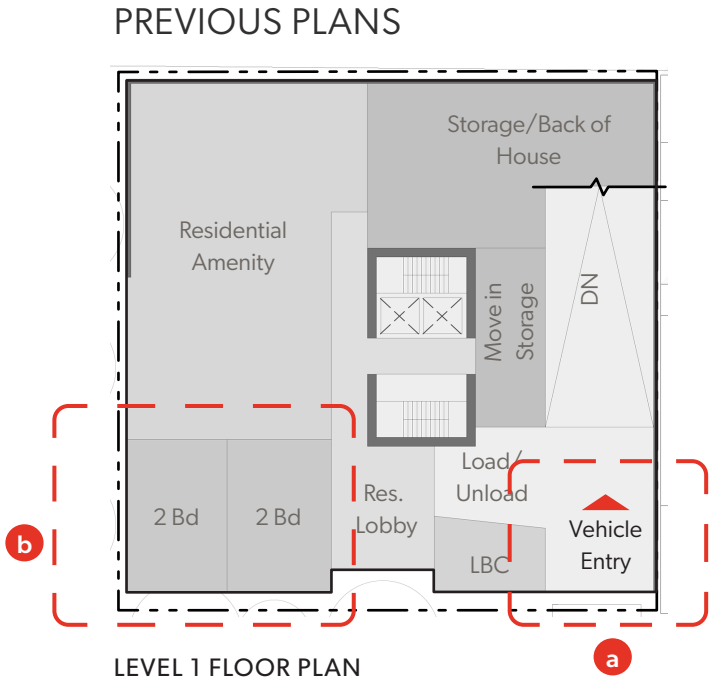 PREVIOUS PLANS
Storage/Back of
House
Residential
Amenity
Move in
Storage
DN
Load/
Unload
2 Bd
2 Bd
Res.
Lobby
Vehicle
Entry
LBC
b
a
LEVEL 1 FLOOR PLAN